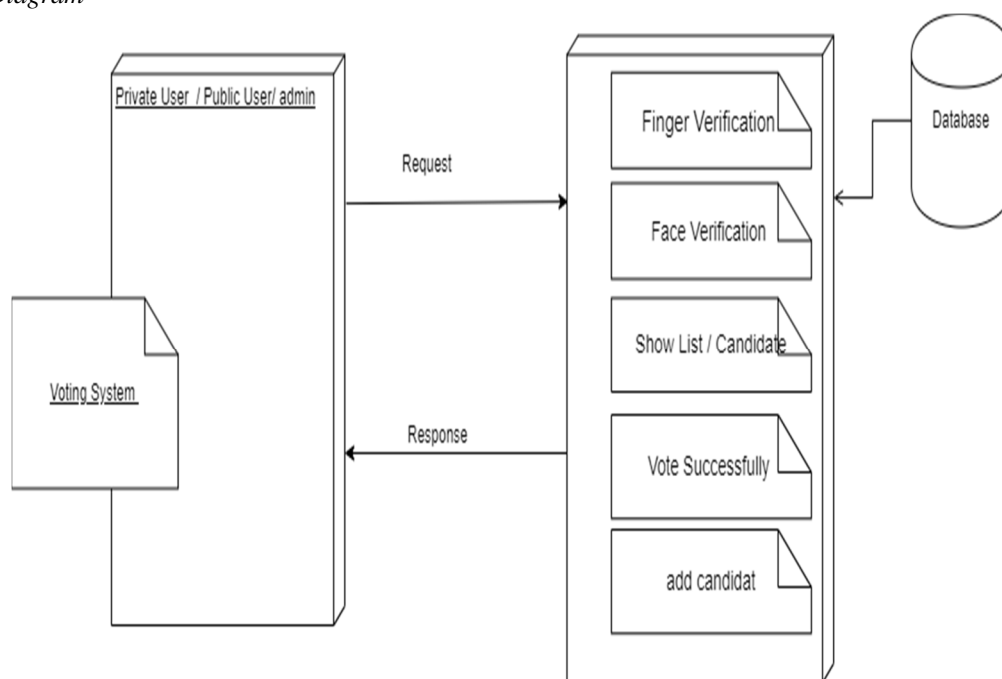 Diagram
Private User / Public User/ admin
Request
Finger Verification
Database
Face Verification
Show List / Candidate
Voting System
Response
Vote Successfully
add candidat